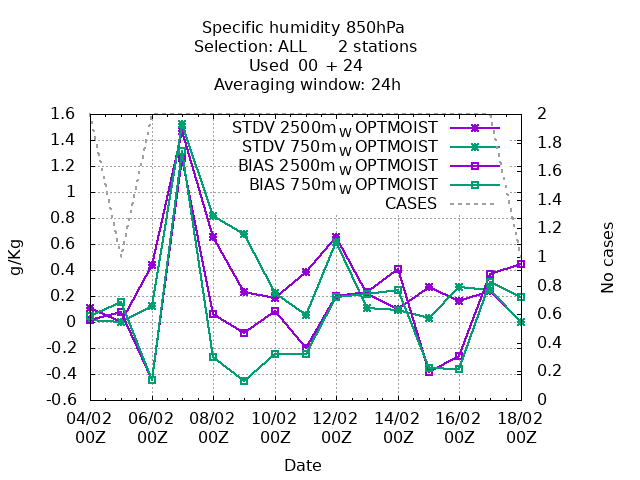 Specific humidity 850hPa
Selection: ALL 2 stations
Used 00 + 24
Averaging window: 24h
1.6
1.4
1.2
1
0.8
0.6
0.4
0.2
0
-0.2
-0.4
-0.6
g/Kg
STDV 2500m_W OPTMOIST
STDV 750m_W OPTMOIST
BIAS 2500m_W OPTMOIST
BIAS 750m_W OPTMOIST
CASES
2
1.8
1.6
1.4
1.2
1
0.8
0.6
0.4
0.2
0
No cases
04/02 06/02 08/02 10/02 12/02 14/02 16/02 18/02
00Z 00Z 00Z 00Z 00Z 00Z 00Z 00Z
Date